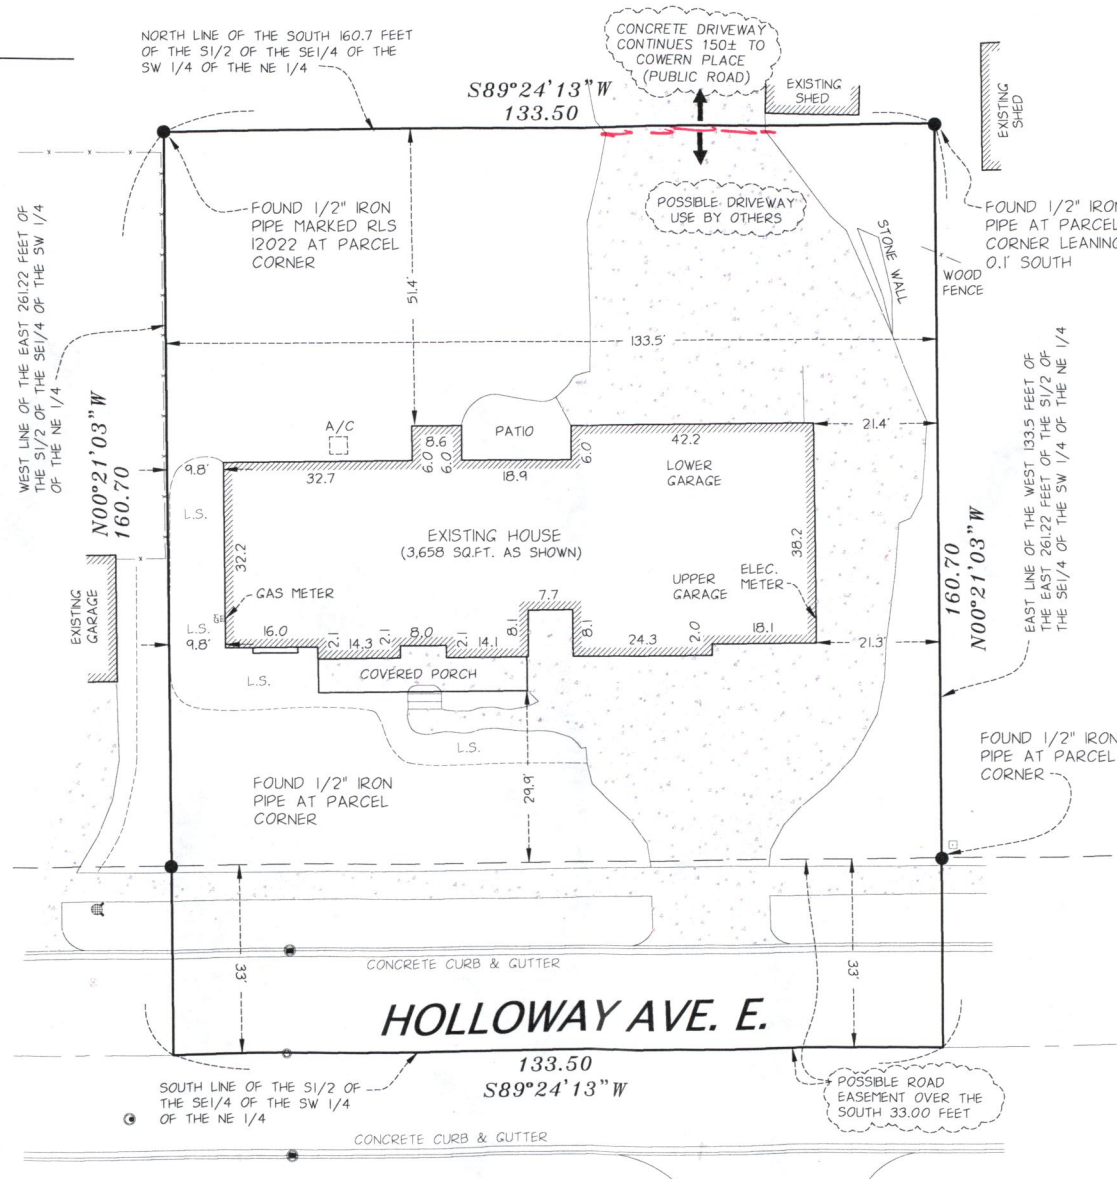 NORTH LINE OF THE SOUTH 160.7 FEET
OF THE S1/2 OF THE SE1/4 OF THE
SW 1/4 OF THE NE 1/4
S89°24'13"W
133.50
CONCRETE DRIVEWAY
CONTINUES 150± TO
COWERN PLACE
(PUBLIC ROAD)
EXISTING
SHED
EXISTING
SHED
FOUND 1/2" IRON
PIPE MARKED RLS
12022 AT PARCEL
CORNER
51.4'
POSSIBLE DRIVEWAY
USE BY OTHERS
STONE WALL
FOUND 1/2" IRON
PIPE AT PARCEL
CORNER LEANING
0.1' SOUTH
WOOD
FENCE
WEST LINE OF THE EAST 261.22 FEET OF
THE S1/2 OF THE SE1/4 OF THE SW 1/4
OF THE NE 1/4
N00°21'03"W
160.70
133.5'
A/C
PATIO
8.6
6.0
6.0
18.9
6.0
42.2
21.4'
LOWER
GARAGE
9.8'
32.7
L.S.
32.2
EXISTING HOUSE
(3,658 SQ.FT. AS SHOWN)
38.2
UPPER
GARAGE
ELEC.
METER
GAS METER
EXISTING
GARAGE
L.S.
9.8'
16.0
2.1
14.3
2.1
8.0
2.1
14.1
8.1
7.7
8.1
24.3
2.0
18.1
21.3'
COVERED PORCH
L.S.
L.S.
29.9'
160.70
N00°21'03"W
EAST LINE OF THE WEST 133.5 FEET OF
THE EAST 261.22 FEET OF THE S1/2 OF
THE SE1/4 OF THE SW 1/4 OF THE NE 1/4
FOUND 1/2" IRON
PIPE AT PARCEL
CORNER
FOUND 1/2" IRON
PIPE AT PARCEL
CORNER
33'
33'
CONCRETE CURB & GUTTER
HOLLOWAY AVE. E.
133.50
S89°24'13"W
SOUTH LINE OF THE S1/2 OF
THE SE1/4 OF THE SW 1/4
OF THE NE 1/4
POSSIBLE ROAD
EASEMENT OVER THE
SOUTH 33.00 FEET
CONCRETE CURB & GUTTER